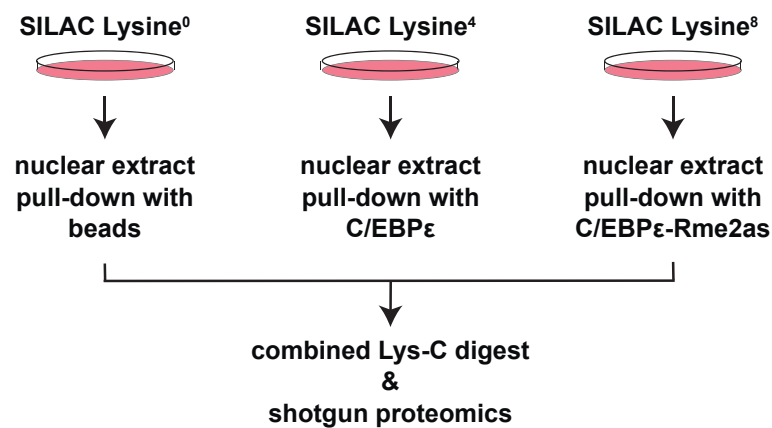 SILAC Lysine⁰
SILAC Lysine⁴
SILAC Lysine⁸
nuclear extract
pull-down with
beads
nuclear extract
pull-down with
C/EBPε
nuclear extract
pull-down with
C/EBPε-Rme2as
combined Lys-C digest
&
shotgun proteomics